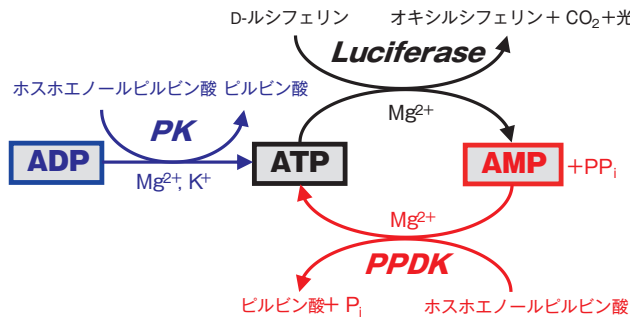 D-ルシフェリン オキシルシフェリン+ CO₂+光
Luciferase
ホスホエノールピルビン酸 ピルビン酸
PK
Mg²⁺
ADP ATP AMP +PPᵢ
Mg²⁺, K⁺
Mg²⁺
PPDK
ピルビン酸+ Pᵢ ホスホエノールピルビン酸